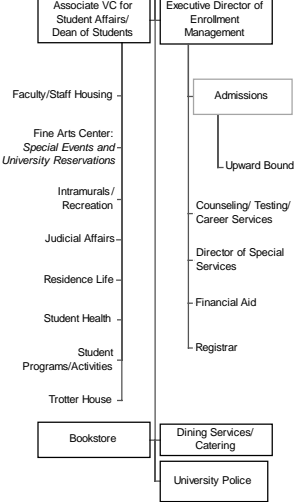 Associate VC for
Student Affairs/
Dean of Students
Executive Director of
Enrollment
Management
Faculty/Staff Housing
Fine Arts Center:
Special Events and
University Reservations
Intramurals/
Recreation
Judicial Affairs
Residence Life
Student Health
Student
Programs/Activities
Trotter House
Admissions
Upward Bound
Counseling/ Testing/
Career Services
Director of Special
Services
Financial Aid
Registrar
Bookstore
Dining Services/
Catering
University Police